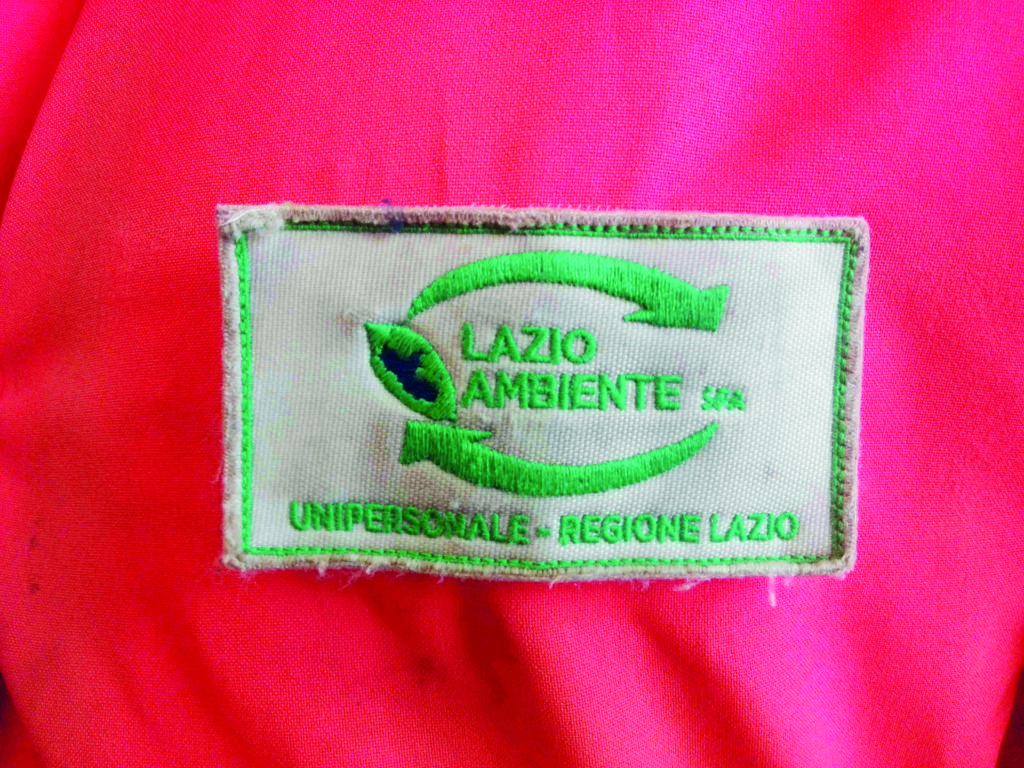 LAZIO
AMBIENTE SPA
UNIPERSONALE - REGIONE LAZIO